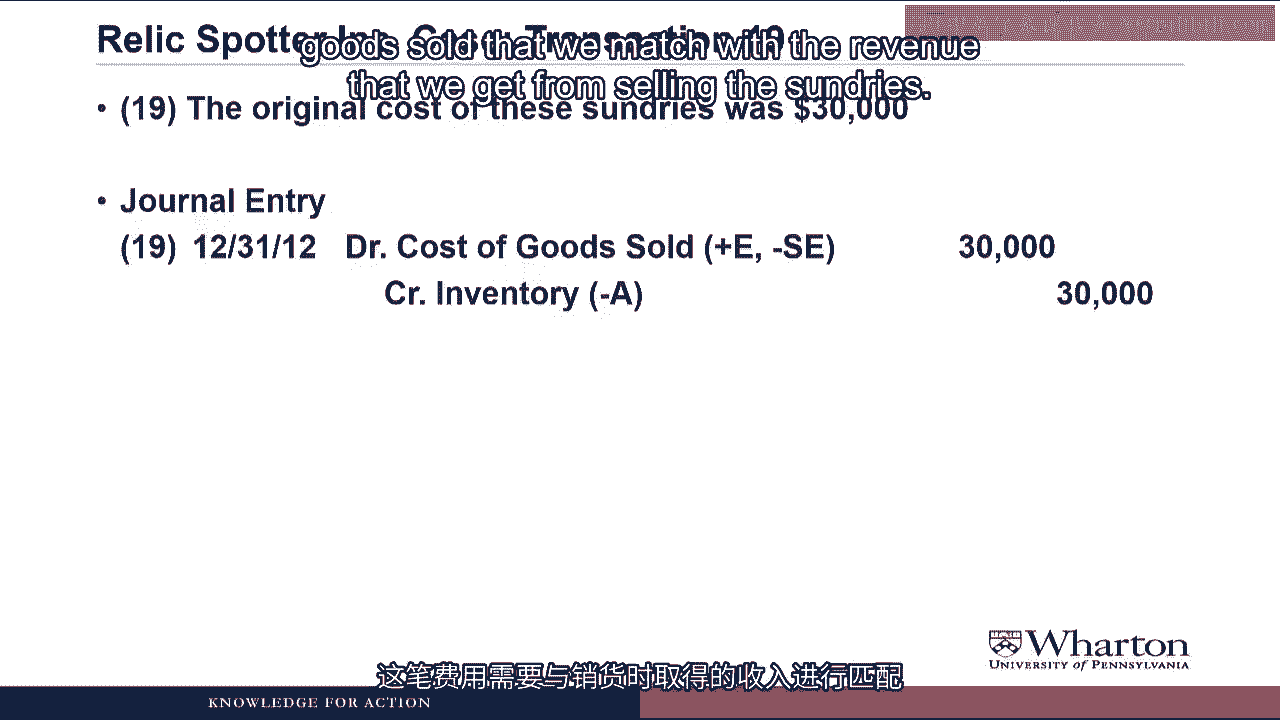 Relic Spotter Inc. Case: Transaction 19
goods sold that we match with the revenue
that we get from selling the sundries.
• (19) The original cost of these sundries was $30,000
• Journal Entry
(19) 12/31/12 Dr. Cost of Goods Sold (+E, -SE) 30,000
Cr. Inventory (-A) 30,000
Wharton
UNIVERSITY of PENNSYLVANIA
这笔费用需要与销货时取得的收入进行匹配
KNOWLEDGE FOR ACTION